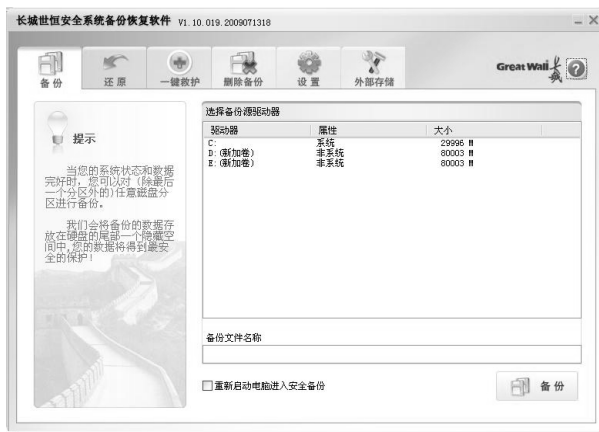 长城世恒安全系统备份恢复软件 V1.10.019.2009071318
备份 还原 一键救护 删除备份 设置 外部存储
Great Wall
提示
当您的系统状态和数据
完好时，您可以对（除最后
一个分区外的）任意磁盘分
区进行备份。
我们会将备份的数据存
放在硬盘的尾部一个隐藏空
间中，您的数据将得到最安
全的保护！
选择备份源驱动器
驱动器 属性 大小
C: 系统 29996 M
D:(新加卷) 非系统 80003 M
E:(新加卷) 非系统 80003 M
备份文件名称
重新启动电脑进入安全备份
备份